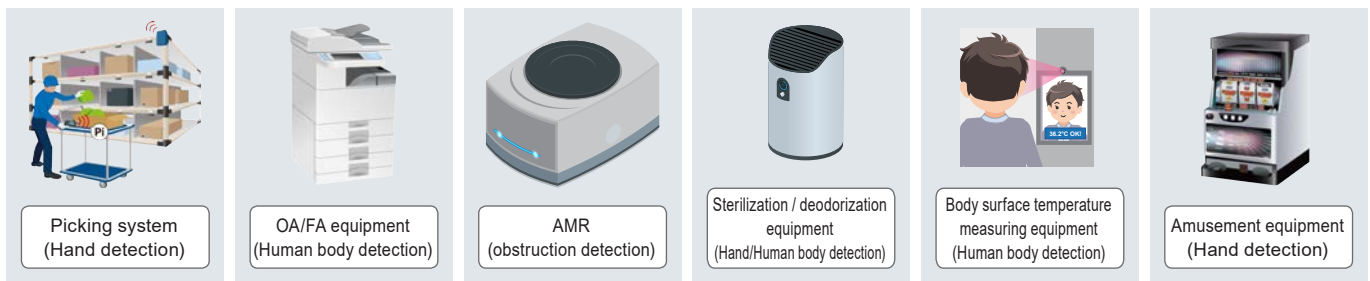 Pi
36.2°C OK!
Picking system
(Hand detection)
OA/FA equipment
(Human body detection)
AMR
(obstruction detection)
Sterilization / deodorization
equipment
(Hand/Human body detection)
Body surface temperature
measuring equipment
(Human body detection)
Amusement equipment
(Hand detection)